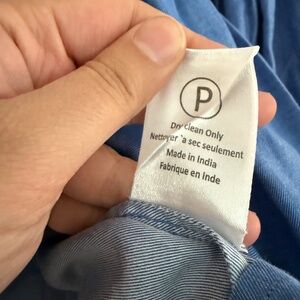 P
Dry clean Only
Nettoyer a sec seulement
Made in India
Fabrique en Inde